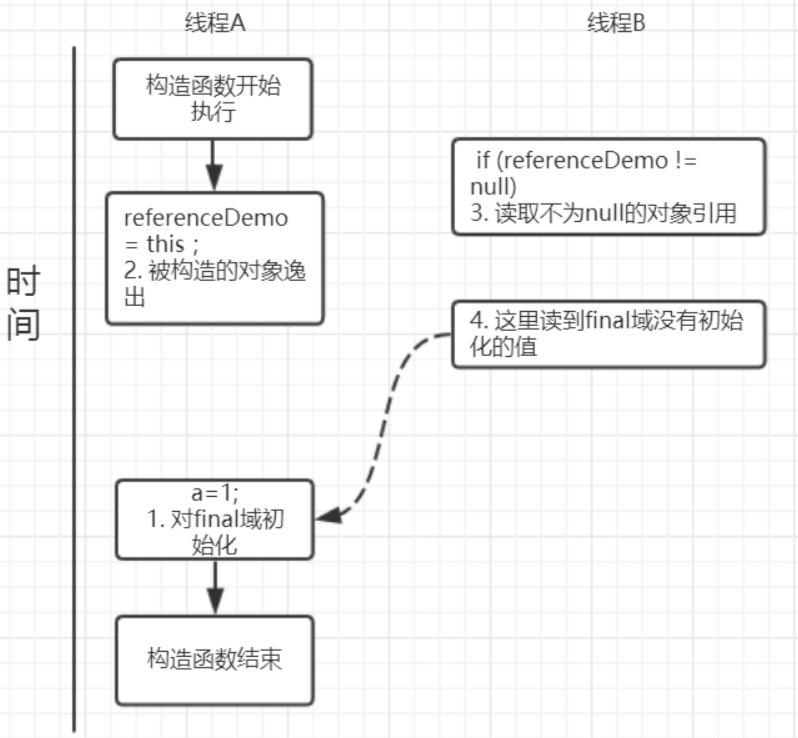 线程A
线程B
构造函数开始
执行
if (referenceDemo !=
null)
3. 读取不为null的对象引用
referenceDemo
= this ;
2. 被构造的对象逸
出
时
间
4. 这里读到final域没有初始
化的值
a=1;
1. 对final域初
始化
构造函数结束